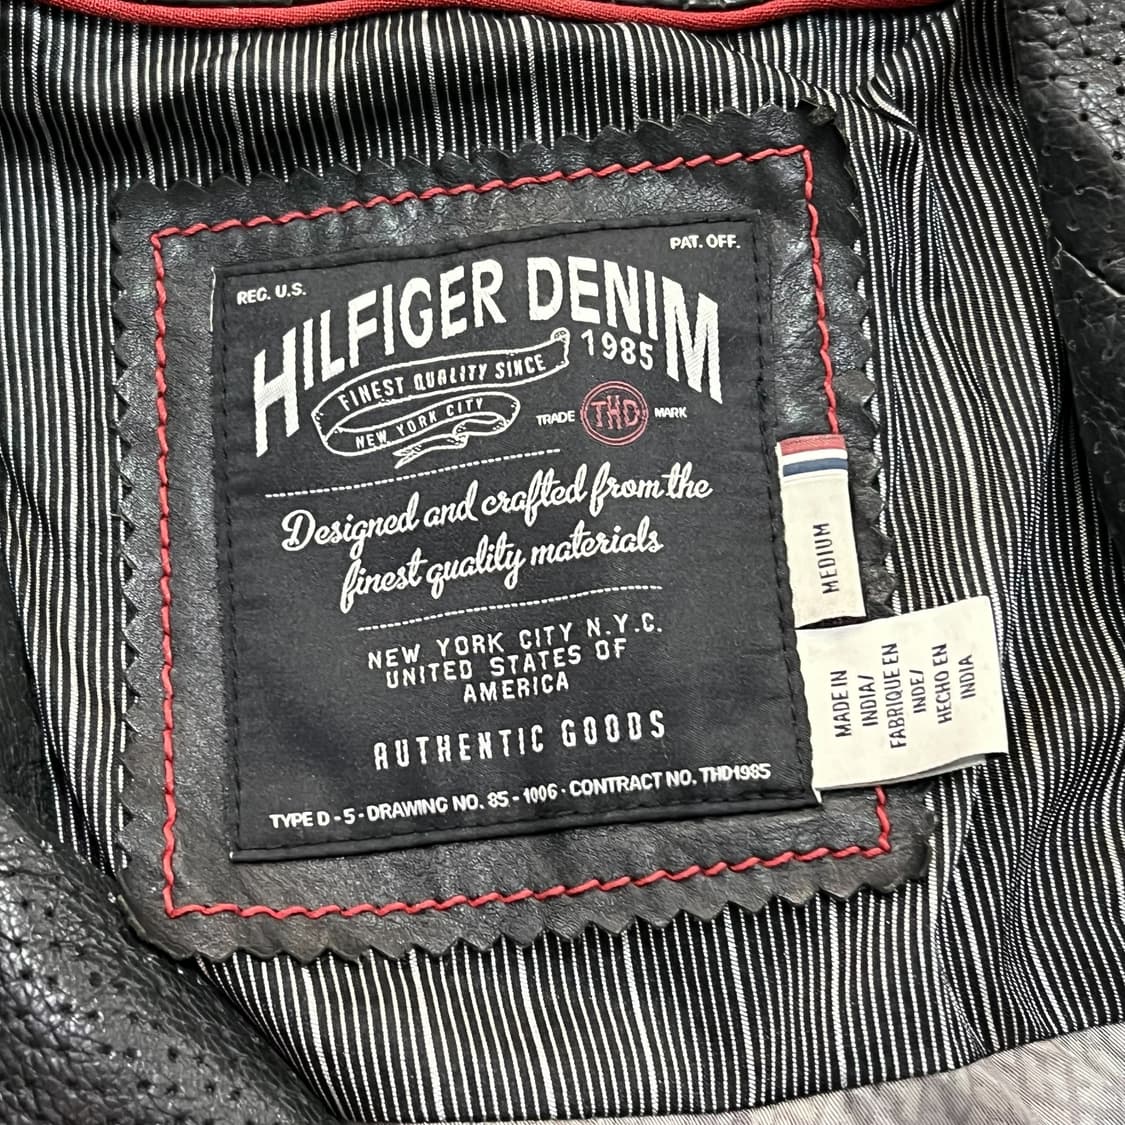 REG. U.S.
PAT. OFF.
HILFIGER DENIM
FINEST QUALITY SINCE
1985
NEW YORK CITY
TRADE THD MARK
Designed and crafted from the
finest quality materials
NEW YORK CITY N.Y.C.
UNITED STATES OF
AMERICA
AUTHENTIC GOODS
TYPE D - 5 - DRAWING NO. 85 - 1006 - CONTRACT NO. THD1985
MEDIUM
MADE IN
INDIA/
FABRIQUE EN
INDE/
HECHO EN
INDIA